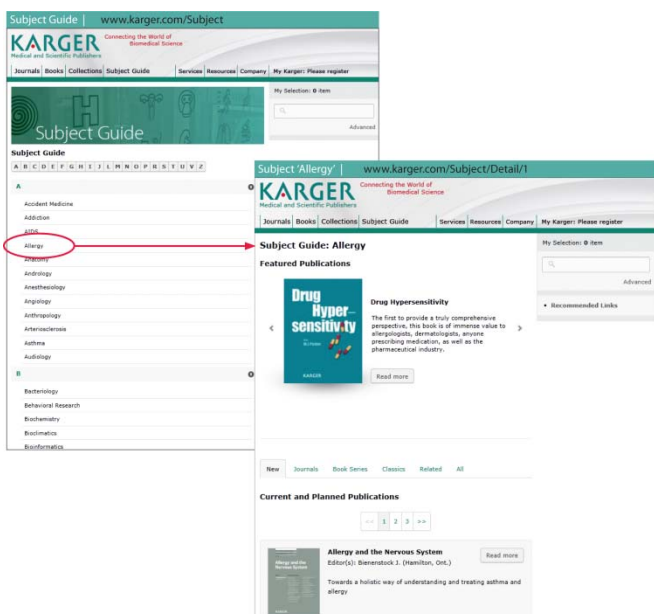 Subject Guide | www.karger.com/Subject
KARGER
Medical and Scientific Publishers
Connecting the World of
Biomedical Science
Journals Books Collections Subject Guide Services Resources Company My Karger: Please register
My Selection: 0 item
Advanced
Subject Guide
Subject Guide
A B C D E F G H I J L M N O P R S T U V Z
A
Accident Medicine
Addiction
AIDS
Allergy
Anatomy
Andrology
Anesthesiology
Angiology
Anthropology
Arteriosclerosis
Asthma
Audiology
B
Bacteriology
Behavioral Research
Biochemistry
Bioclimatics
Bioinformatics
Subject 'Allergy' | www.karger.com/Subject/Detail/1
KARGER
Medical and Scientific Publishers
Connecting the World of
Biomedical Science
Journals Books Collections Subject Guide Services Resources Company My Karger: Please register
My Selection: 0 item
Advanced
• Recommended Links
Subject Guide: Allergy
Featured Publications
Drug
Hyper-
sensitivity
KARGER
Drug Hypersensitivity
The first to provide a truly comprehensive
perspective, this book is of immense value to
allergologists, dermatologists, anyone
prescribing medication, as well as the
pharmaceutical industry.
Read more
New Journals Book Series Classics Related All
Current and Planned Publications
<< 1 2 3 >>
Allergy and the
Nervous System
Allergy and the Nervous System
Editor(s): Bienenstock J. (Hamilton, Ont.)
Towards a holistic way of understanding and treating asthma and
allergy
Read more